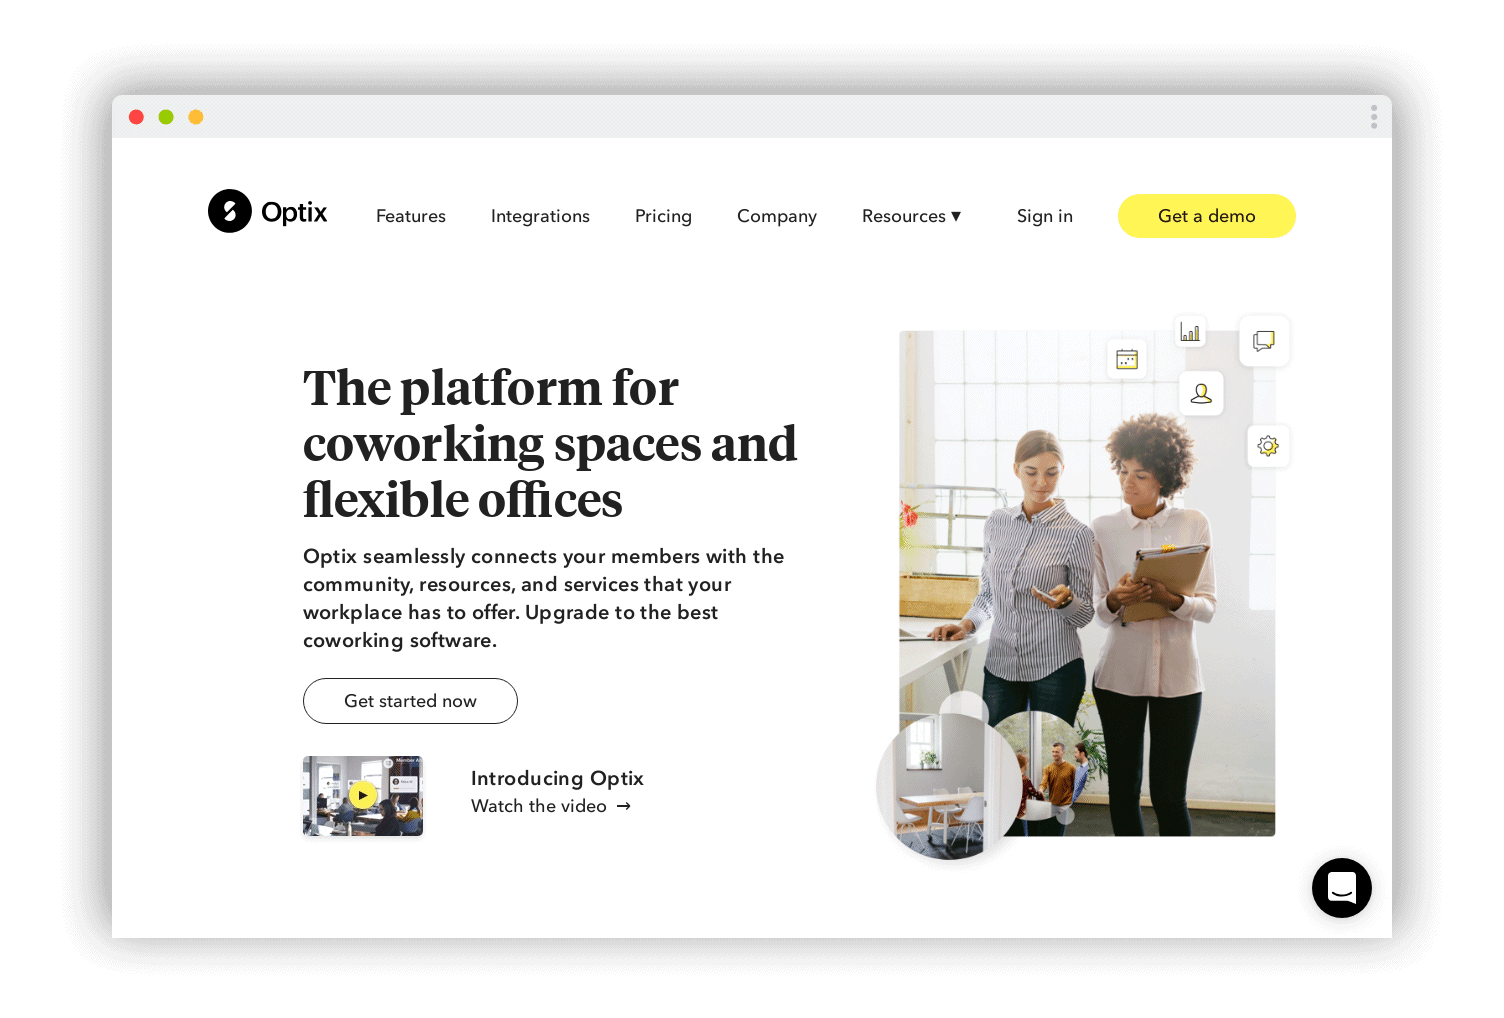 Optix
Features
Integrations
Pricing
Company
Resources ▼
Sign in
Get a demo
The platform for
coworking spaces and
flexible offices
Optix seamlessly connects your members with the
community, resources, and services that your
workplace has to offer. Upgrade to the best
coworking software.
Get started now
Introducing Optix
Watch the video →